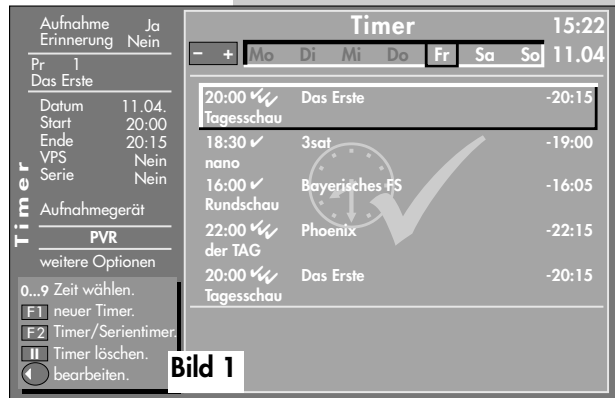 Aufnahme Ja
Erinnerung Nein
Pr 1
Das Erste
Datum 11.04.
Start 20:00
Ende 20:15
VPS Nein
Serie Nein
Aufnahmegerät
PVR
weitere Optionen
Timer
0...9 Zeit wählen.
F1 neuer Timer.
F2 Timer/Serientimer.
II Timer löschen.
bearbeiten.
Timer 15:22
– + Mo Di Mi Do Fr Sa So 11.04
20:00 Das Erste -20:15
Tagesschau
18:30 3sat -19:00
nano
16:00 Bayerisches FS -16:05
Rundschau
22:00 Phoenix -22:15
der TAG
20:00 Das Erste -20:15
Tagesschau
Bild 1